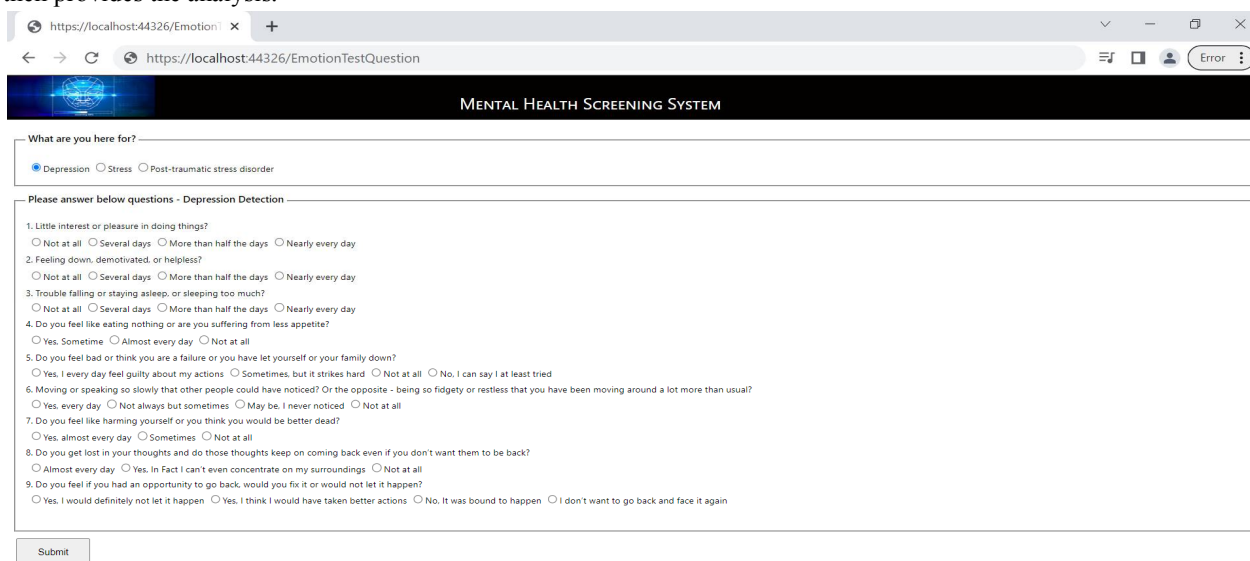 then provides the analysis.
https://localhost:44326/EmotionT
https://localhost:44326/EmotionTestQuestion
Error
MENTAL HEALTH SCREENING SYSTEM
What are you here for?
Depression Stress Post-traumatic stress disorder
Please answer below questions - Depression Detection
1. Little interest or pleasure in doing things?
Not at all Several days More than half the days Nearly every day
2. Feeling down, demotivated, or helpless?
Not at all Several days More than half the days Nearly every day
3. Trouble falling or staying asleep, or sleeping too much?
Not at all Several days More than half the days Nearly every day
4. Do you feel like eating nothing or are you suffering from less appetite?
Yes, Sometime Almost every day Not at all
5. Do you feel bad or think you are a failure or you have let yourself or your family down?
Yes, I every day feel guilty about my actions Sometimes, but it strikes hard Not at all No, I can say I at least tried
6. Moving or speaking so slowly that other people could have noticed? Or the opposite - being so fidgety or restless that you have been moving around a lot more than usual?
Yes, every day Not always but sometimes May be, I never noticed Not at all
7. Do you feel like harming yourself or you think you would be better dead?
Yes, almost every day Sometimes Not at all
8. Do you get lost in your thoughts and do those thoughts keep on coming back even if you don't want them to be back?
Almost every day Yes, In Fact I can't even concentrate on my surroundings Not at all
9. Do you feel if you had an opportunity to go back, would you fix it or would not let it happen?
Yes, I would definitely not let it happen Yes, I think I would have taken better actions No, It was bound to happen I don't want to go back and face it again
Submit